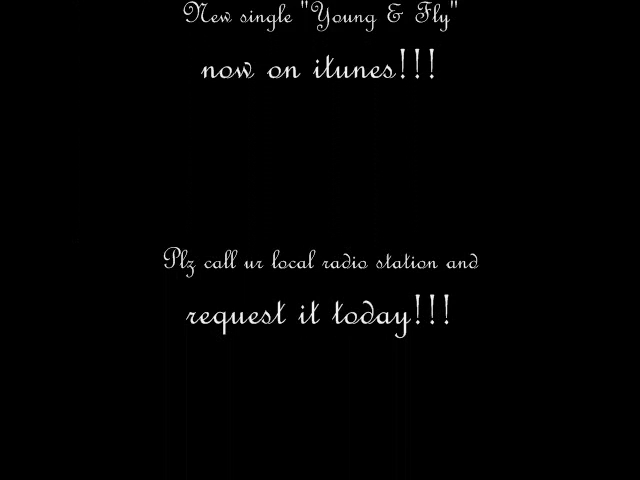 New single "Young & Fly"
now on itunes!!!
Plz call ur local radio station and
request it today!!!